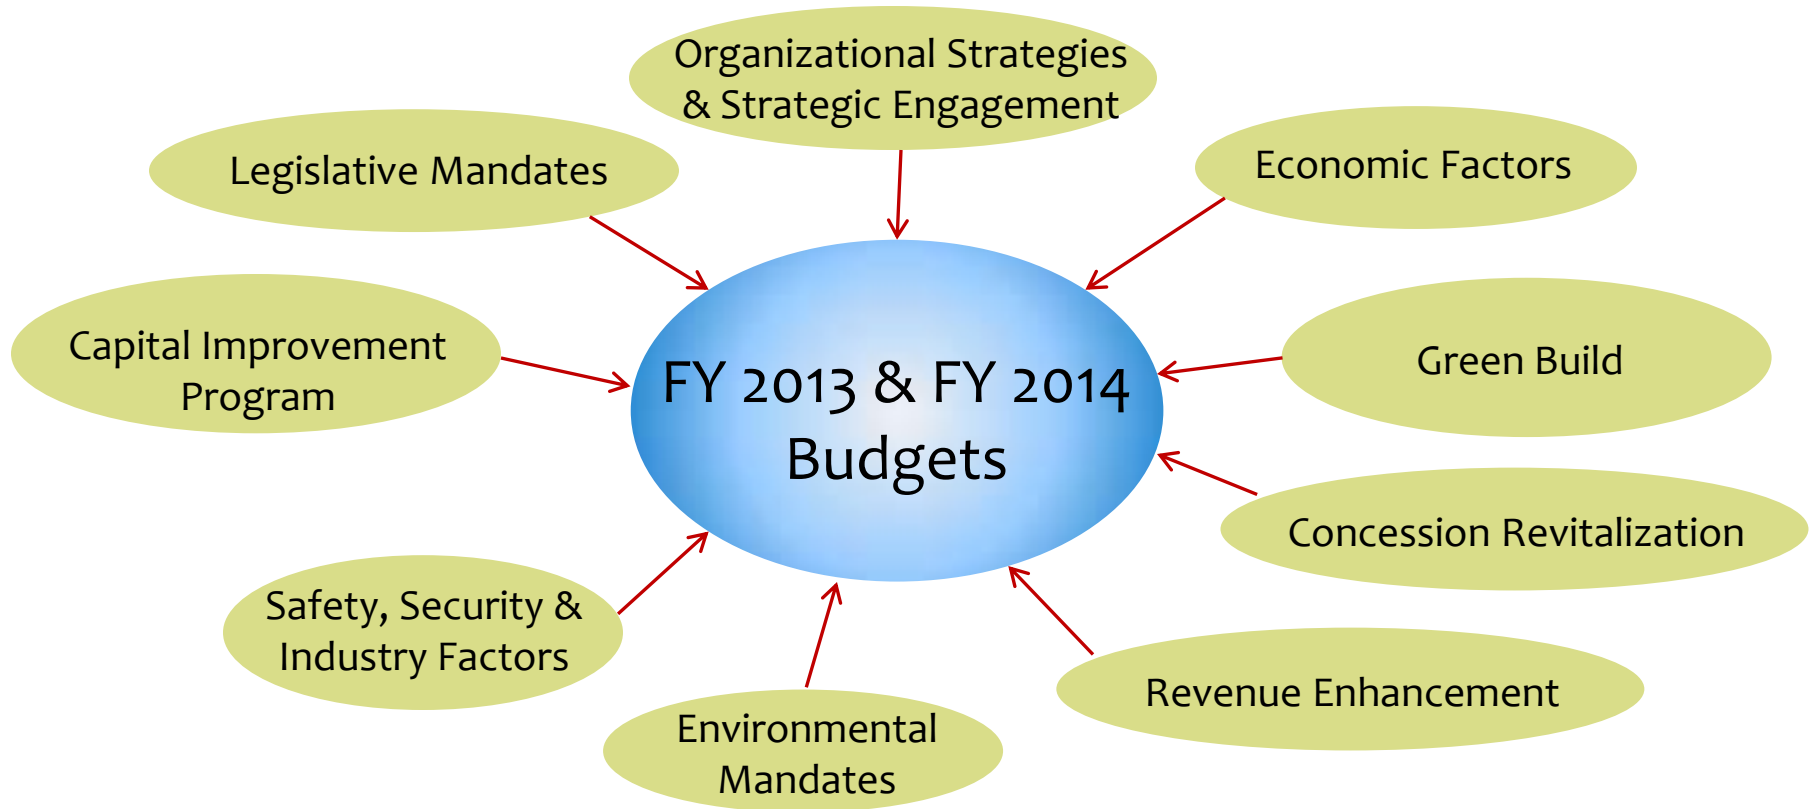 Organizational Strategies
& Strategic Engagement
Legislative Mandates
Economic Factors
Capital Improvement
Program
Green Build
FY 2013 & FY 2014
Budgets
Concession Revitalization
Safety, Security &
Industry Factors
Revenue Enhancement
Environmental
Mandates